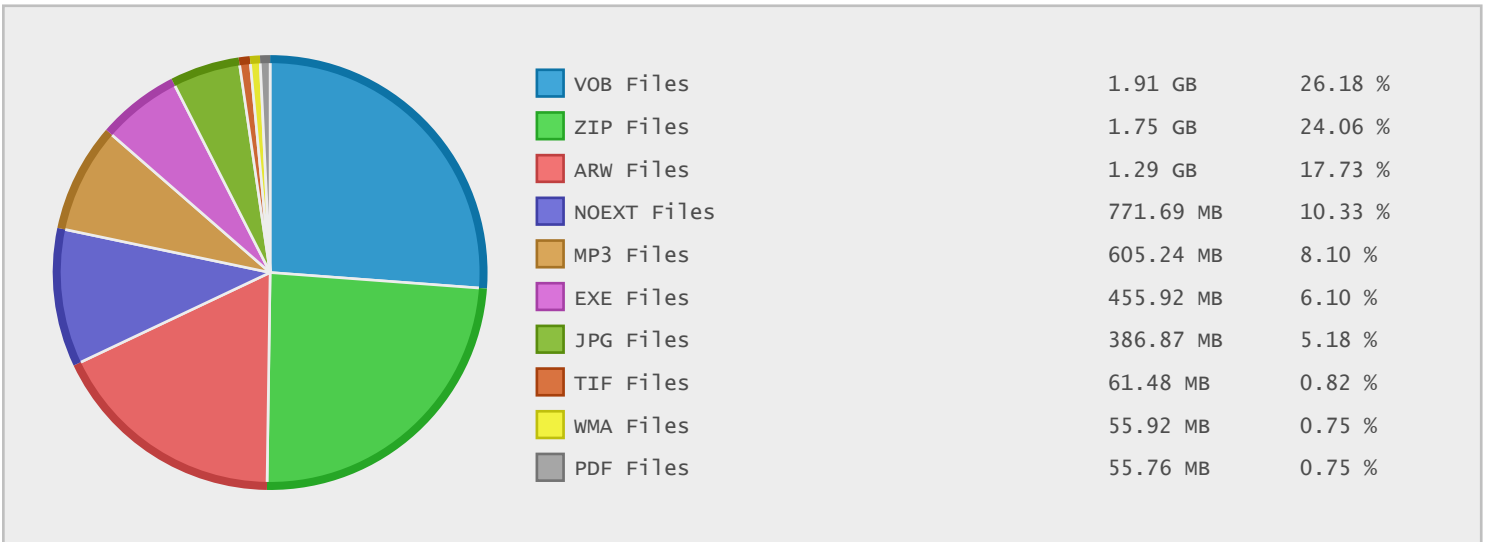 VOB Files 1.91 GB 26.18 %
ZIP Files 1.75 GB 24.06 %
ARW Files 1.29 GB 17.73 %
NOEXT Files 771.69 MB 10.33 %
MP3 Files 605.24 MB 8.10 %
EXE Files 455.92 MB 6.10 %
JPG Files 386.87 MB 5.18 %
TIF Files 61.48 MB 0.82 %
WMA Files 55.92 MB 0.75 %
PDF Files 55.76 MB 0.75 %